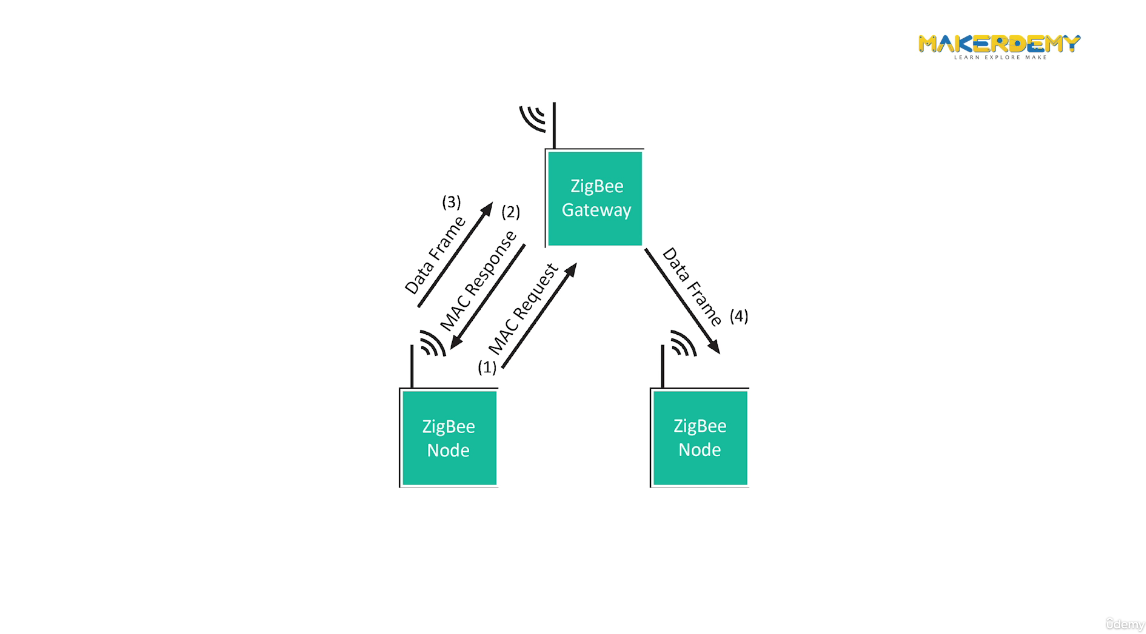 MAKERDEMY
LEARN EXPLORE MAKE
ZigBee
Gateway
(3)
Data Frame
(2)
MAC Response
MAC Request
(1)
Data Frame
(4)
ZigBee
Node
ZigBee
Node
ûdemy